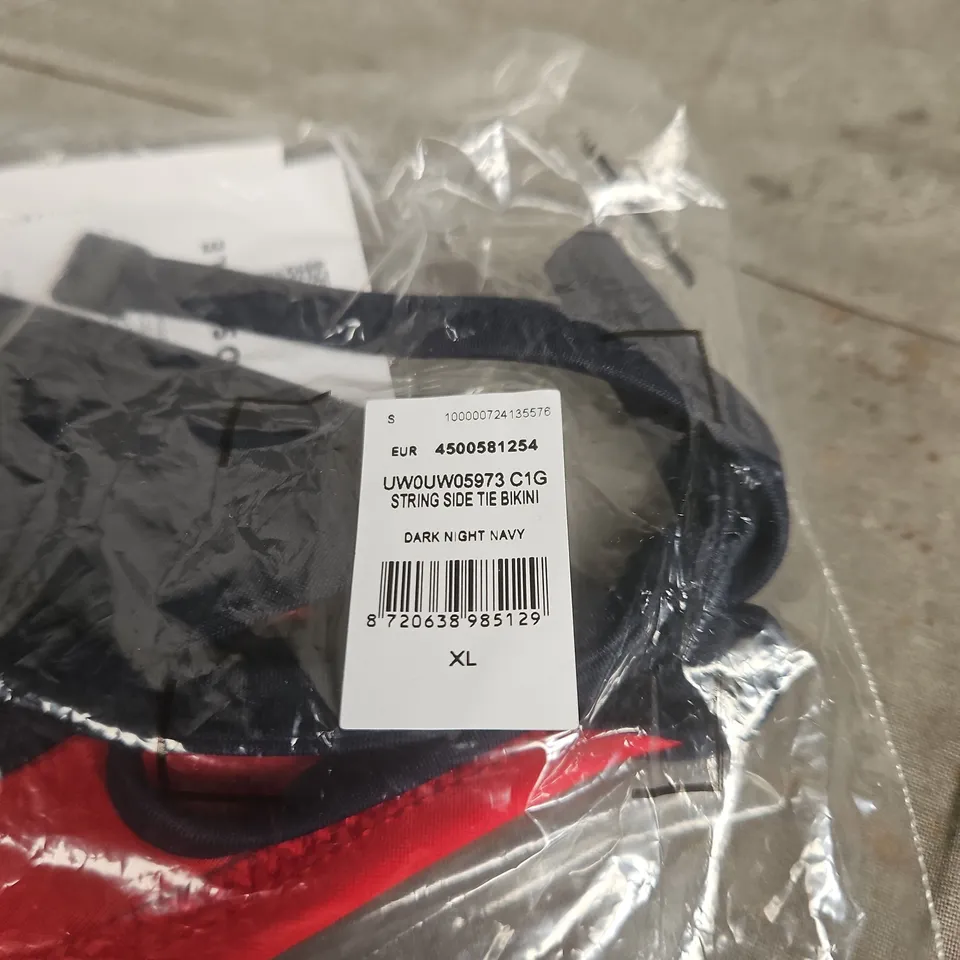 S 100000724135576
EUR 4500581254
UW0UW05973 C1G
STRING SIDE TIE BIKINI
DARK NIGHT NAVY
8 720638 985129
XL